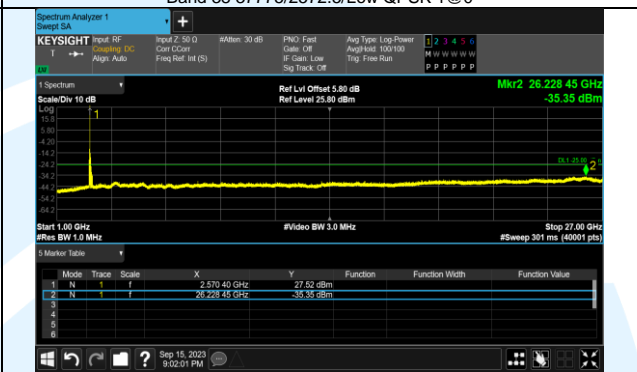 Spectrum Analyzer 1
Swept SA
+
KEYSIGHT
Input: RF
Coupling: DC
Align: Auto
Input Z: 50 Ω
Corr CCorr
Freq Ref: Int (S)
#Atten: 30 dB
PNO: Fast
Gate: Off
IF Gain: Low
Sig Track: Off
Avg Type: Log-Power
Avg|Hold: 100/100
Trig: Free Run
1 2 3 4 5 6
M W W W W W
P P P P P P
1 Spectrum
Scale/Div 10 dB
Ref Lvl Offset 5.80 dB
Ref Level 25.80 dBm
Mkr2 26.228 45 GHz
-35.35 dBm
Log
15.8
5.80
-4.20
-14.2
-24.2
-34.2
-44.2
-54.2
-64.2
1
DL1 -25.00
2
Start 1.00 GHz
#Res BW 1.0 MHz
#Video BW 3.0 MHz
Stop 27.00 GHz
#Sweep 301 ms (40001 pts)
5 Marker Table
Mode Trace Scale X Y Function Function Width Function Value
1 N 1 f 2.570 40 GHz 27.52 dBm
2 N 1 f 26.228 45 GHz -35.35 dBm
3
4
5
6
?
Sep 15, 2023
9:02:01 PM